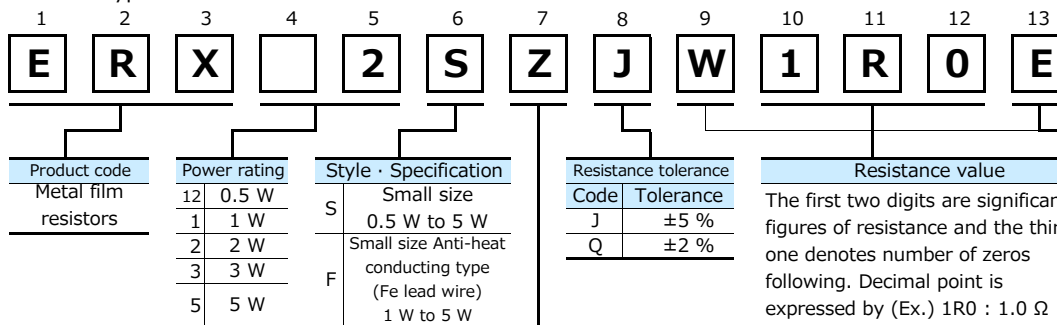 1 2 3 4 5 6 7 8 9 10 11 12 13
E R X 2 S Z J W 1 R 0 E
Product code
Metal film
resistors
Power rating
12 0.5 W
1 1 W
2 2 W
3 3 W
5 5 W
Style · Specification
S Small size
0.5 W to 5 W
F Small size Anti-heat
conducting type
(Fe lead wire)
1 W to 5 W
Resistance tolerance
Code Tolerance
J ±5 %
Q ±2 %
Resistance value
The first two digits are significan
figures of resistance and the thir
one denotes number of zeros
following. Decimal point is
expressed by (Ex.) 1R0 : 1.0 Ω